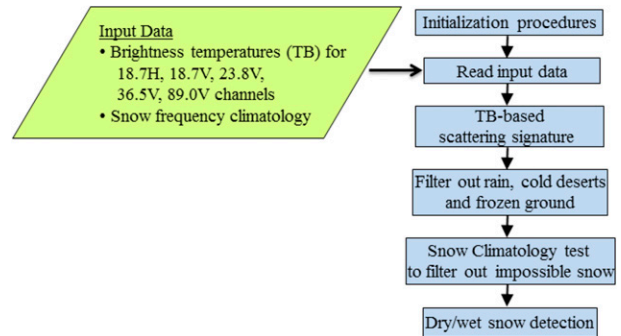 Input Data
• Brightness temperatures (TB) for
18.7H, 18.7V, 23.8V,
36.5V, 89.0V channels
• Snow frequency climatology
Initialization procedures
Read input data
TB-based
scattering signature
Filter out rain, cold deserts
and frozen ground
Snow Climatology test
to filter out impossible snow
Dry/wet snow detection